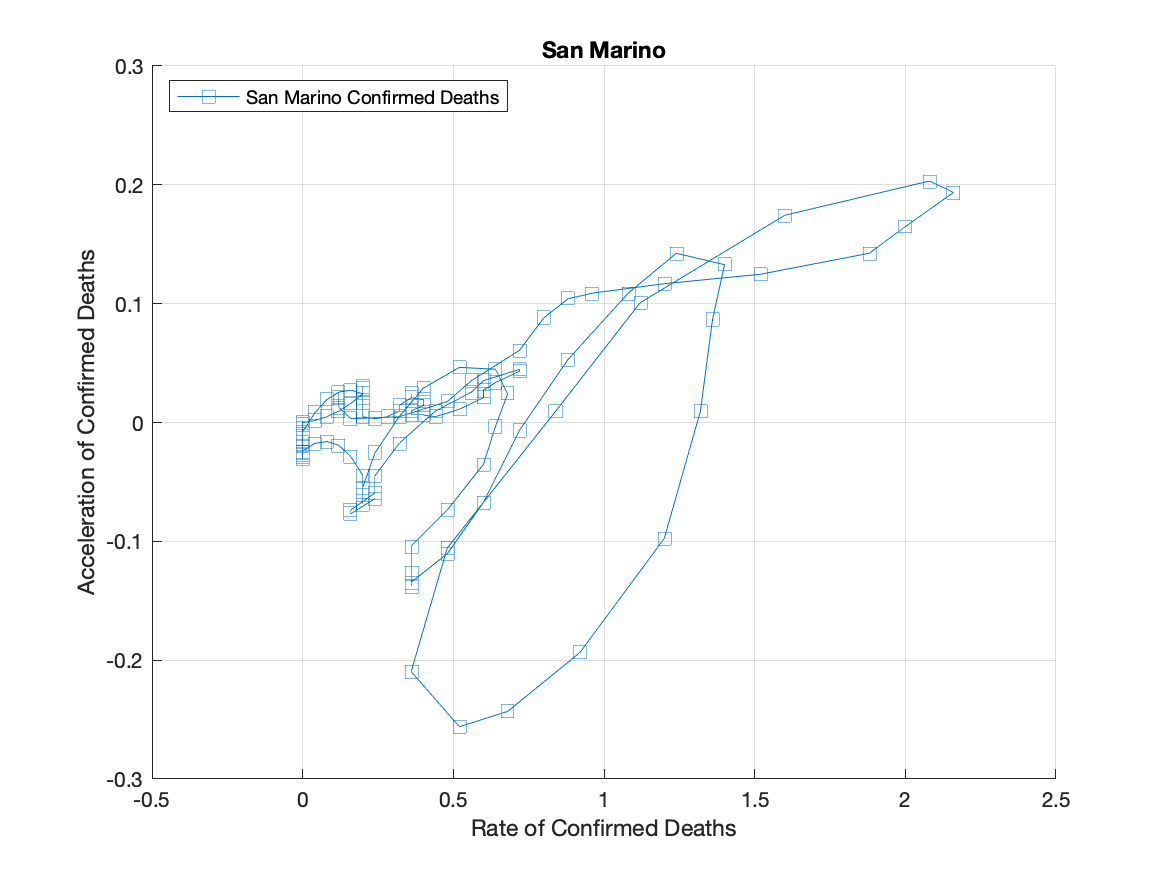 San Marino
San Marino Confirmed Deaths
0.3
0.2
0.1
0
-0.1
-0.2
-0.3
Acceleration of Confirmed Deaths
-0.5 0 0.5 1 1.5 2 2.5
Rate of Confirmed Deaths